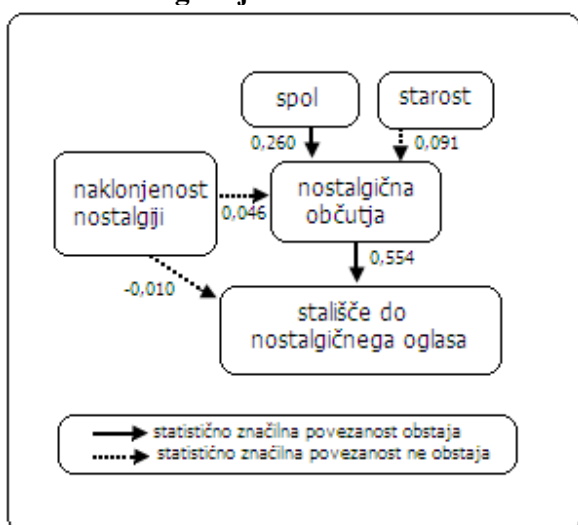 spol
starost
0,260
0,091
nakljonjenost
nostalgiji
0,046
nostalgična
občutja
0,554
-0,010
stališče do
nostalgičnega oglasa
statistično značilna povezanost obstaja
statistično značilna povezanost ne obstaja